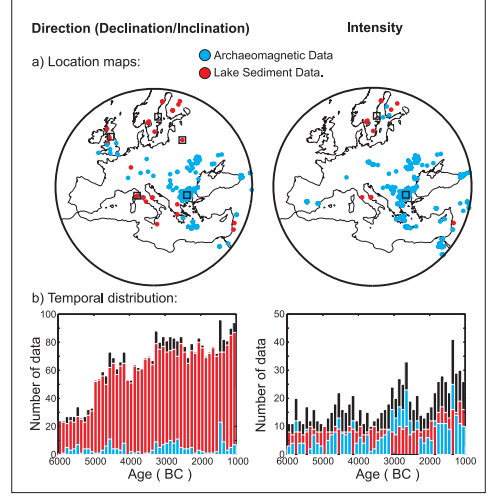 Direction (Declination/Inclination)
Intensity
a) Location maps:
Archaeomagnetic Data
Lake Sediment Data.
b) Temporal distribution:
Number of data
100
80
60
40
20
0
6000 5000 4000 3000 2000 1000
Age ( BC )
Number of data
50
40
30
20
10
0
6000 5000 4000 3000 2000 1000
Age ( BC )